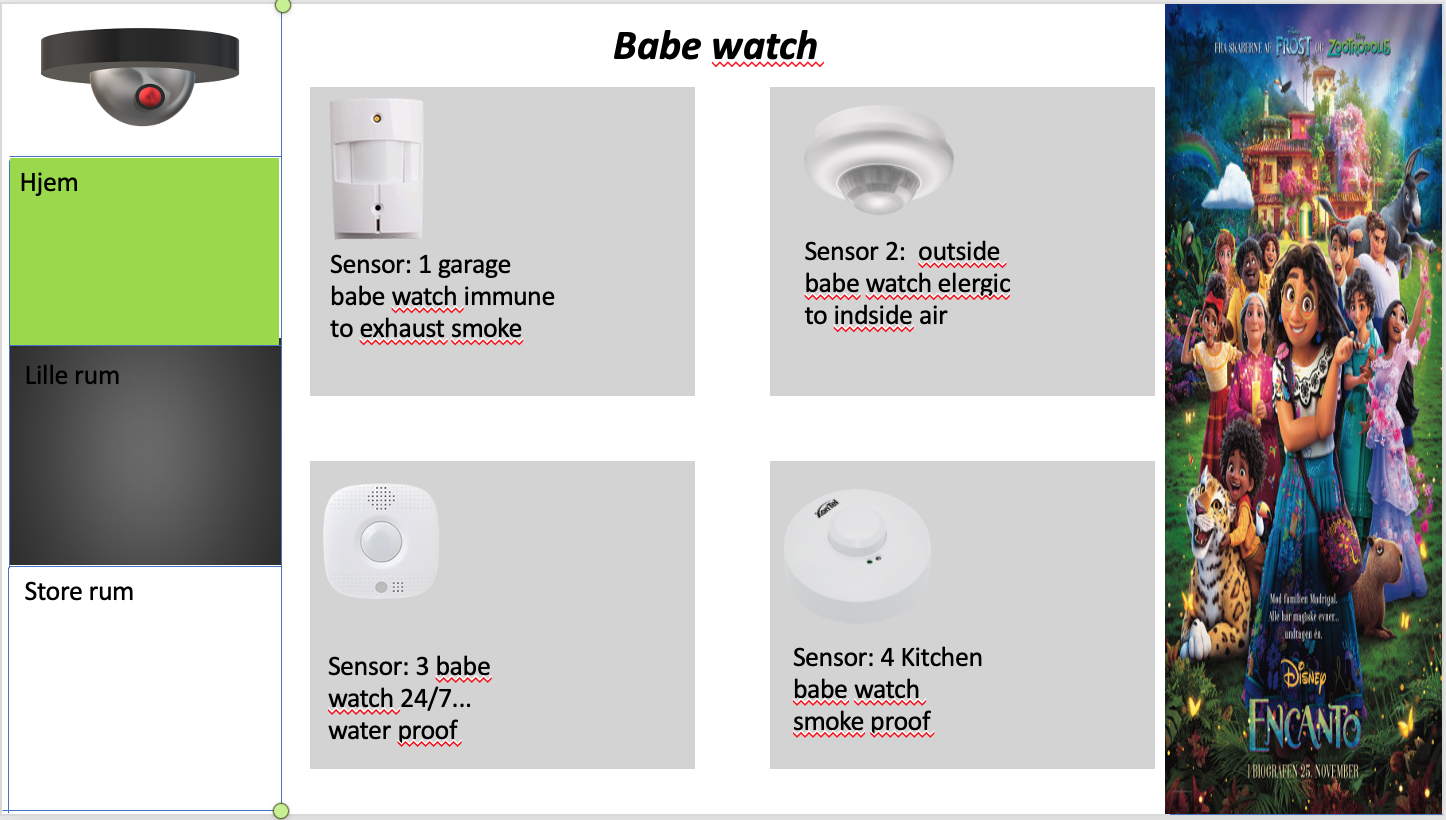 Babe watch
Hjem
Lille rum
Store rum
Sensor: 1 garage
babe watch immune
to exhaust smoke
Sensor 2:  outside
babe watch elergic
to indside air
Sensor: 3 babe
watch 24/7...
water proof
Sensor: 4 Kitchen
babe watch
smoke proof
FRA SKABERNE AF FROST OG ZOOTROPOLIS
Mød familien Madrigal.
Alle har magiske evner...
undtagen én.
DISNEY
ENCANTO
I BIOGRAFEN 25. NOVEMBER